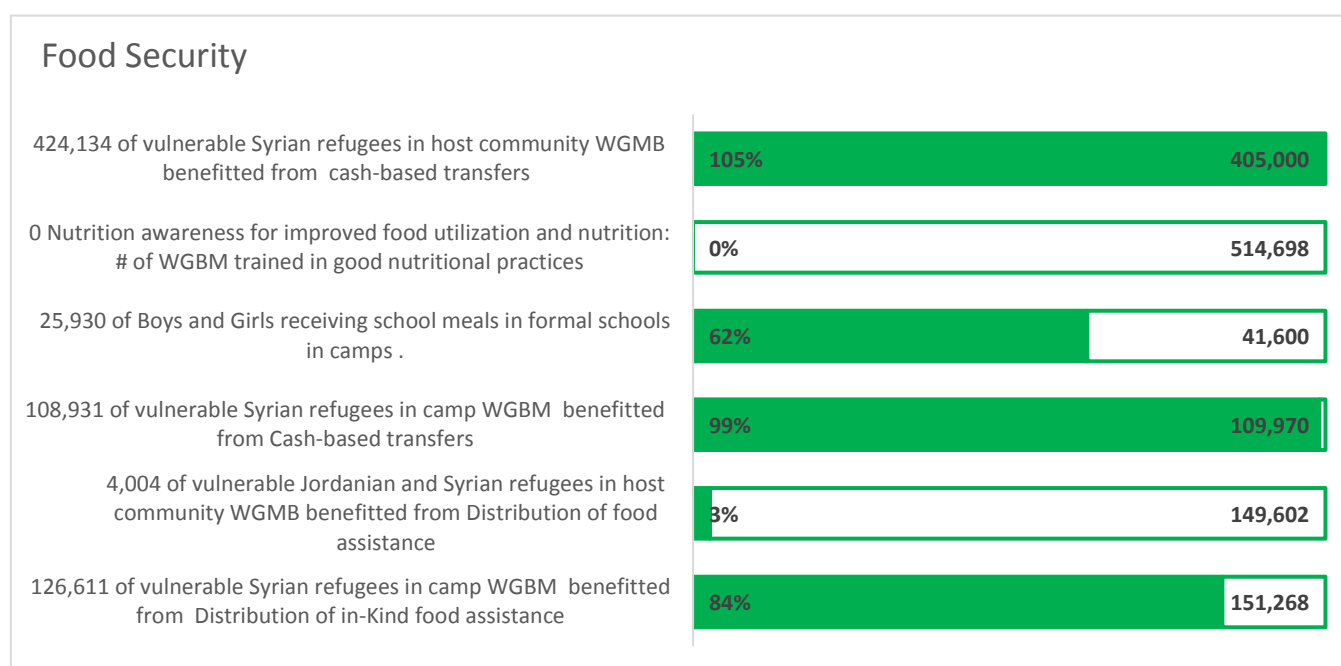 Food Security
424,134 of vulnerable Syrian refugees in host community WGMB
benefitted from  cash-based transfers
105%
405,000
0 Nutrition awareness for improved food utilization and nutrition:
# of WGBM trained in good nutritional practices
0%
514,698
25,930 of Boys and Girls receiving school meals in formal schools
in camps .
62%
41,600
108,931 of vulnerable Syrian refugees in camp WGBM  benefitted
from Cash-based transfers
99%
109,970
4,004 of vulnerable Jordanian and Syrian refugees in host
community WGMB benefitted from Distribution of food
assistance
3%
149,602
126,611 of vulnerable Syrian refugees in camp WGBM  benefitted
from  Distribution of in-Kind food assistance
84%
151,268